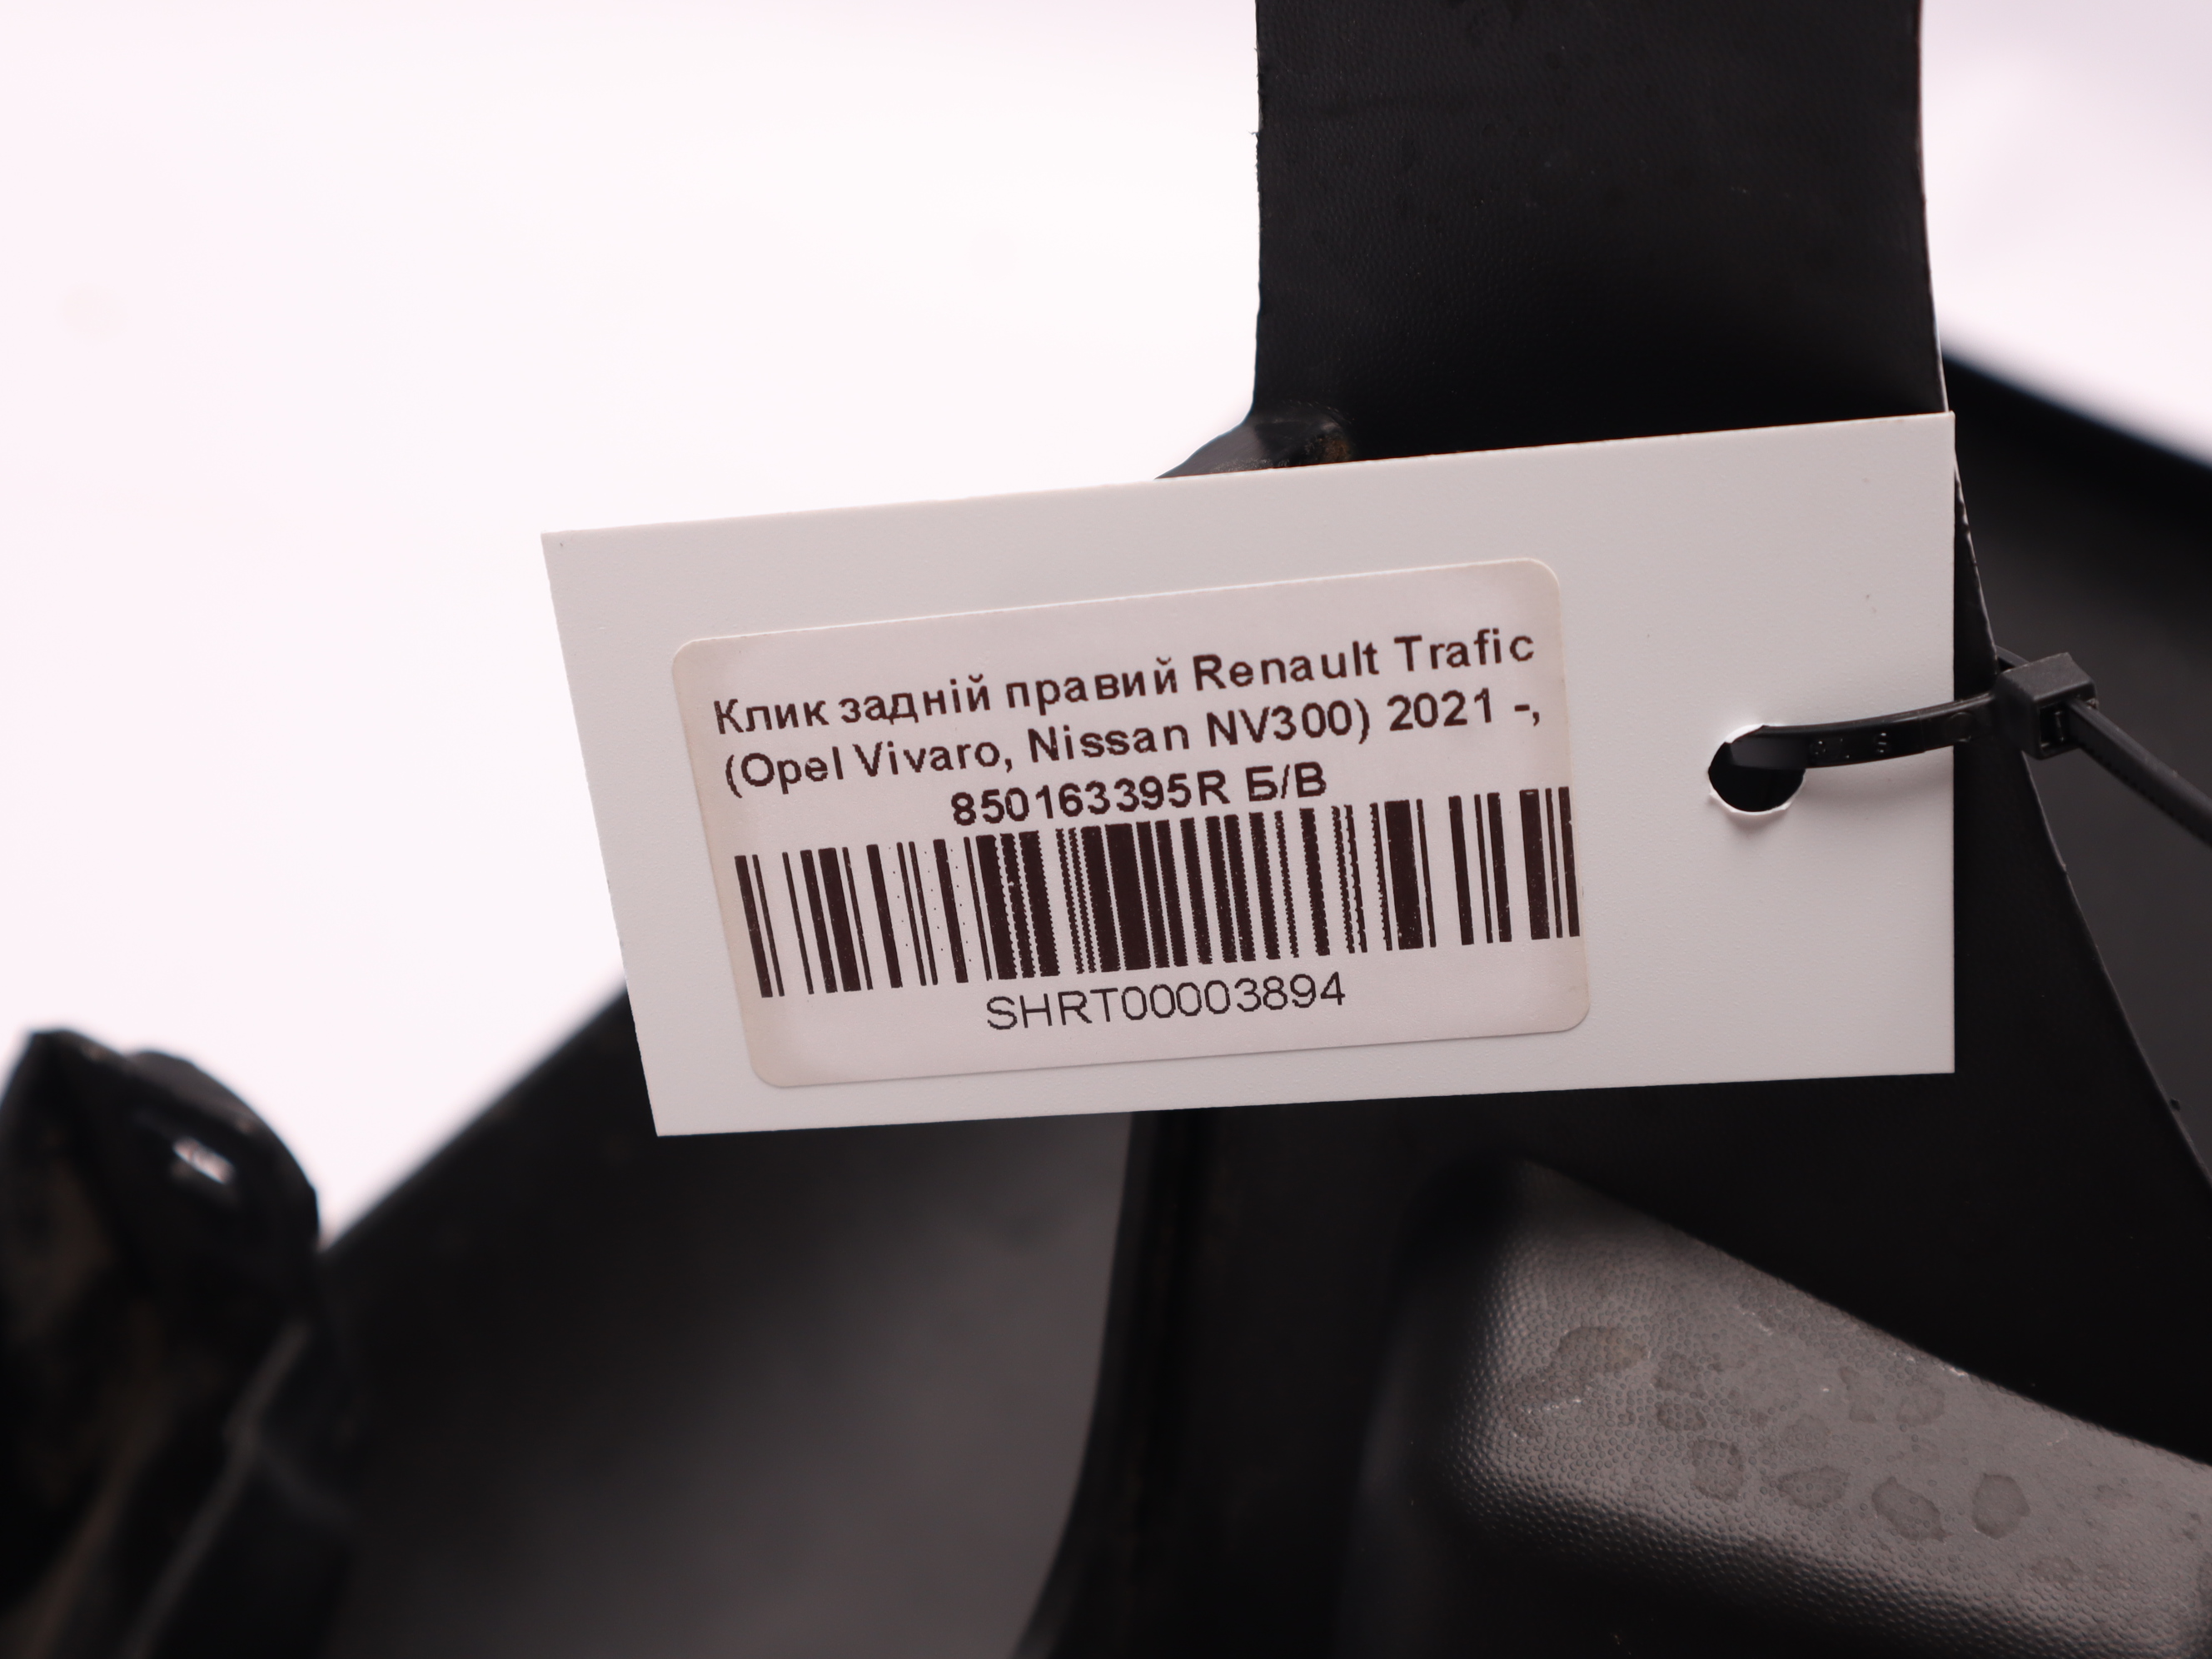 Клик задній правий Renault Trafic
(Opel Vivaro, Nissan NV300) 2021 -,
850163395R Б/В
SHRT00003894